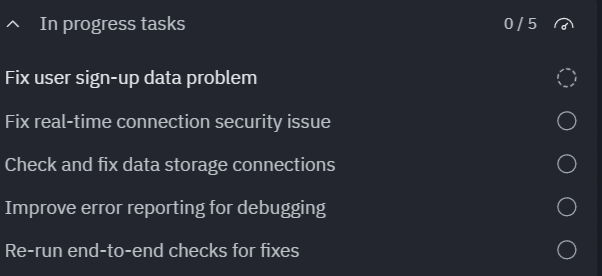 In progress tasks 0 / 5
Fix user sign-up data problem
Fix real-time connection security issue
Check and fix data storage connections
Improve error reporting for debugging
Re-run end-to-end checks for fixes